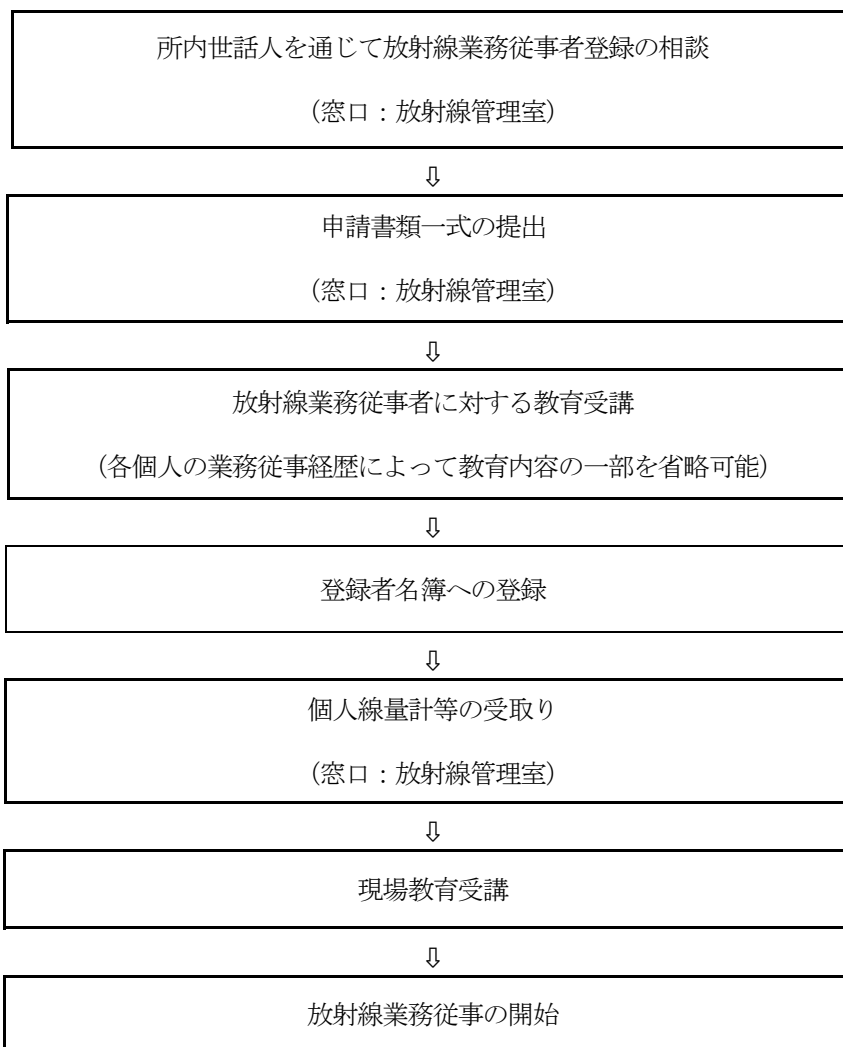 所内世話人を通じて放射線業務従事者登録の相談
(窓口：放射線管理室)
⇩
申請書類一式の提出
(窓口：放射線管理室)
⇩
放射線業務従事者に対する教育受講
(各個人の業務従事経歴によって教育内容の一部を省略可能)
⇩
登録者名簿への登録
⇩
個人線量計等の受取り
(窓口：放射線管理室)
⇩
現場教育受講
⇩
放射線業務従事の開始